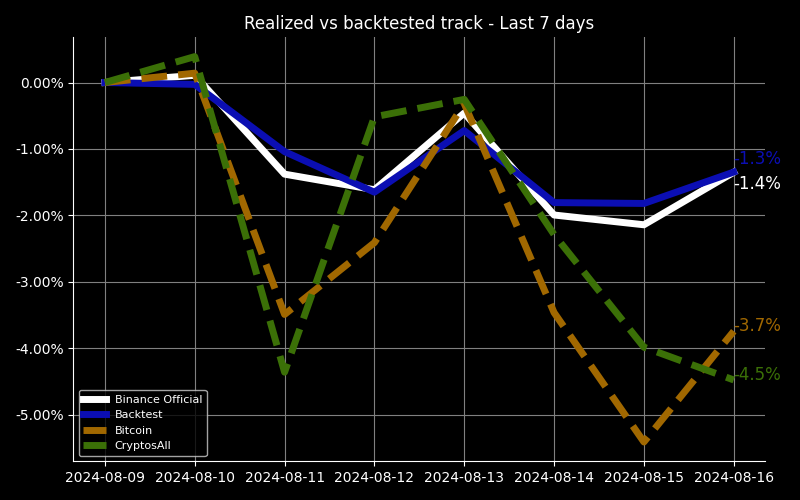 Realized vs backtested track - Last 7 days
0.00%
-1.00%
-2.00%
-3.00%
-4.00%
-5.00%
-1.3%
-1.4%
-3.7%
-4.5%
Binance Official
Backtest
Bitcoin
CryptosAll
2024-08-09 2024-08-10 2024-08-11 2024-08-12 2024-08-13 2024-08-14 2024-08-15 2024-08-16